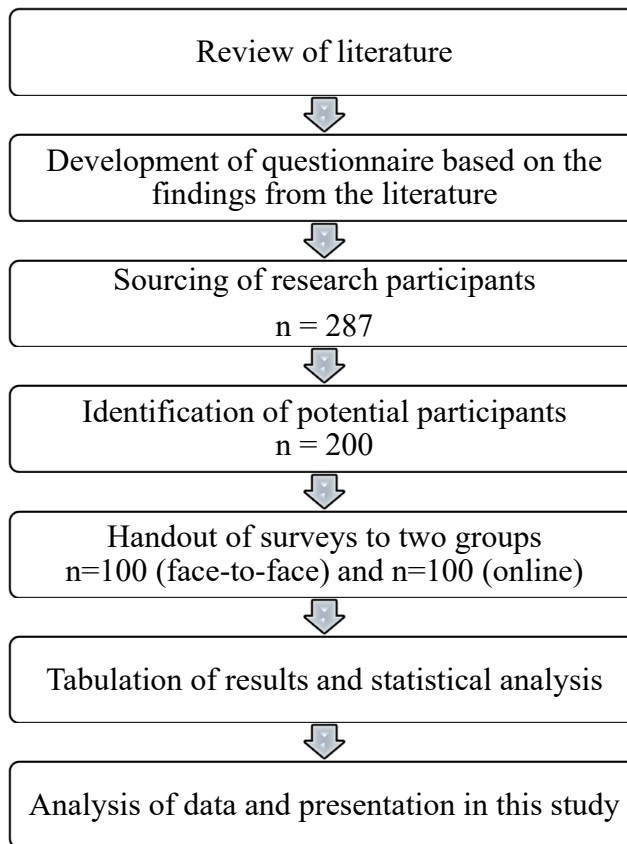 Review of literature
Development of questionnaire based on the
findings from the literature
Sourcing of research participants
n = 287
Identification of potential participants
n = 200
Handout of surveys to two groups
n=100 (face-to-face) and n=100 (online)
Tabulation of results and statistical analysis
Analysis of data and presentation in this study